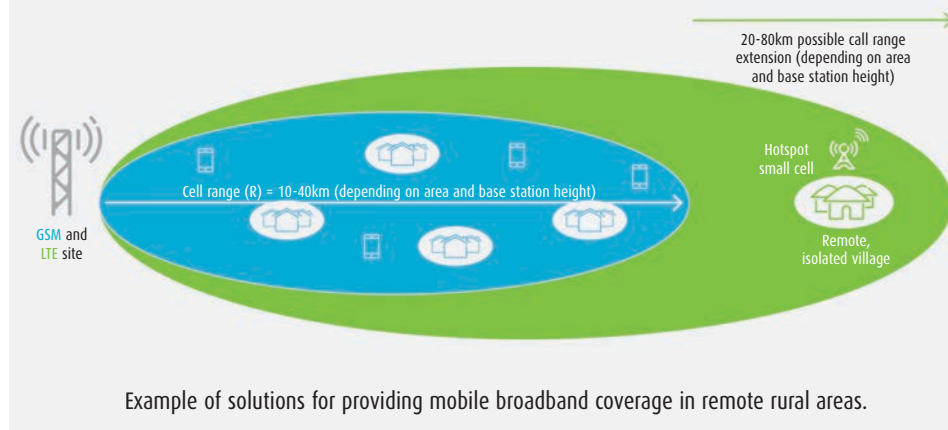 20-80km possible call range
extension (depending on area
and base station height)
Hotspot
small cell
Cell range (R) = 10-40km (depending on area and base station height)
GSM and
LTE site
Remote,
isolated village
Example of solutions for providing mobile broadband coverage in remote rural areas.